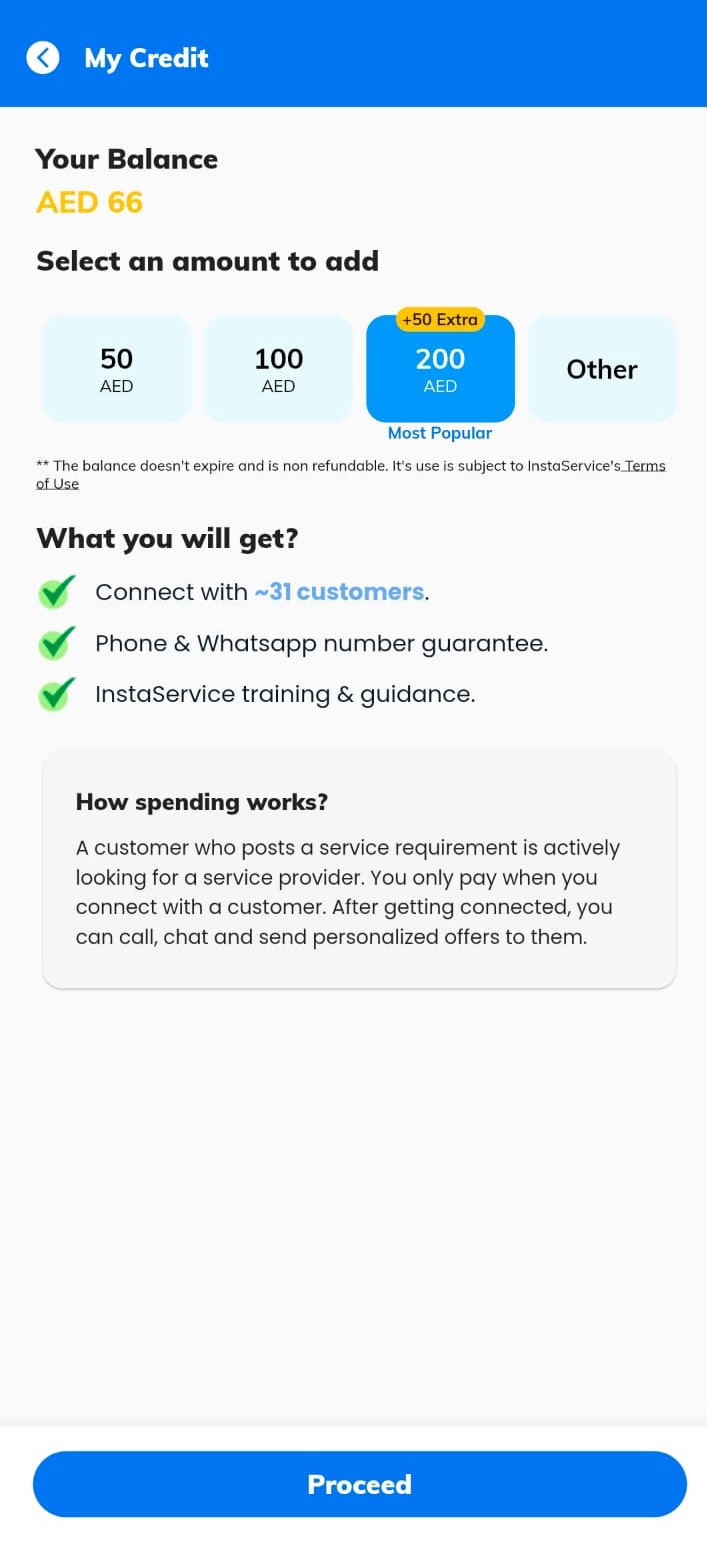 My Credit
Your Balance
AED 66
Select an amount to add
+50 Extra
50
AED
100
AED
200
AED
Other
Most Popular
** The balance doesn't expire and is non refundable. It's use is subject to InstaService's Terms
of Use
What you will get?
Connect with ~31 customers.
Phone & Whatsapp number guarantee.
InstaService training & guidance.
How spending works?
A customer who posts a service requirement is actively
looking for a service provider. You only pay when you
connect with a customer. After getting connected, you
can call, chat and send personalized offers to them.
Proceed